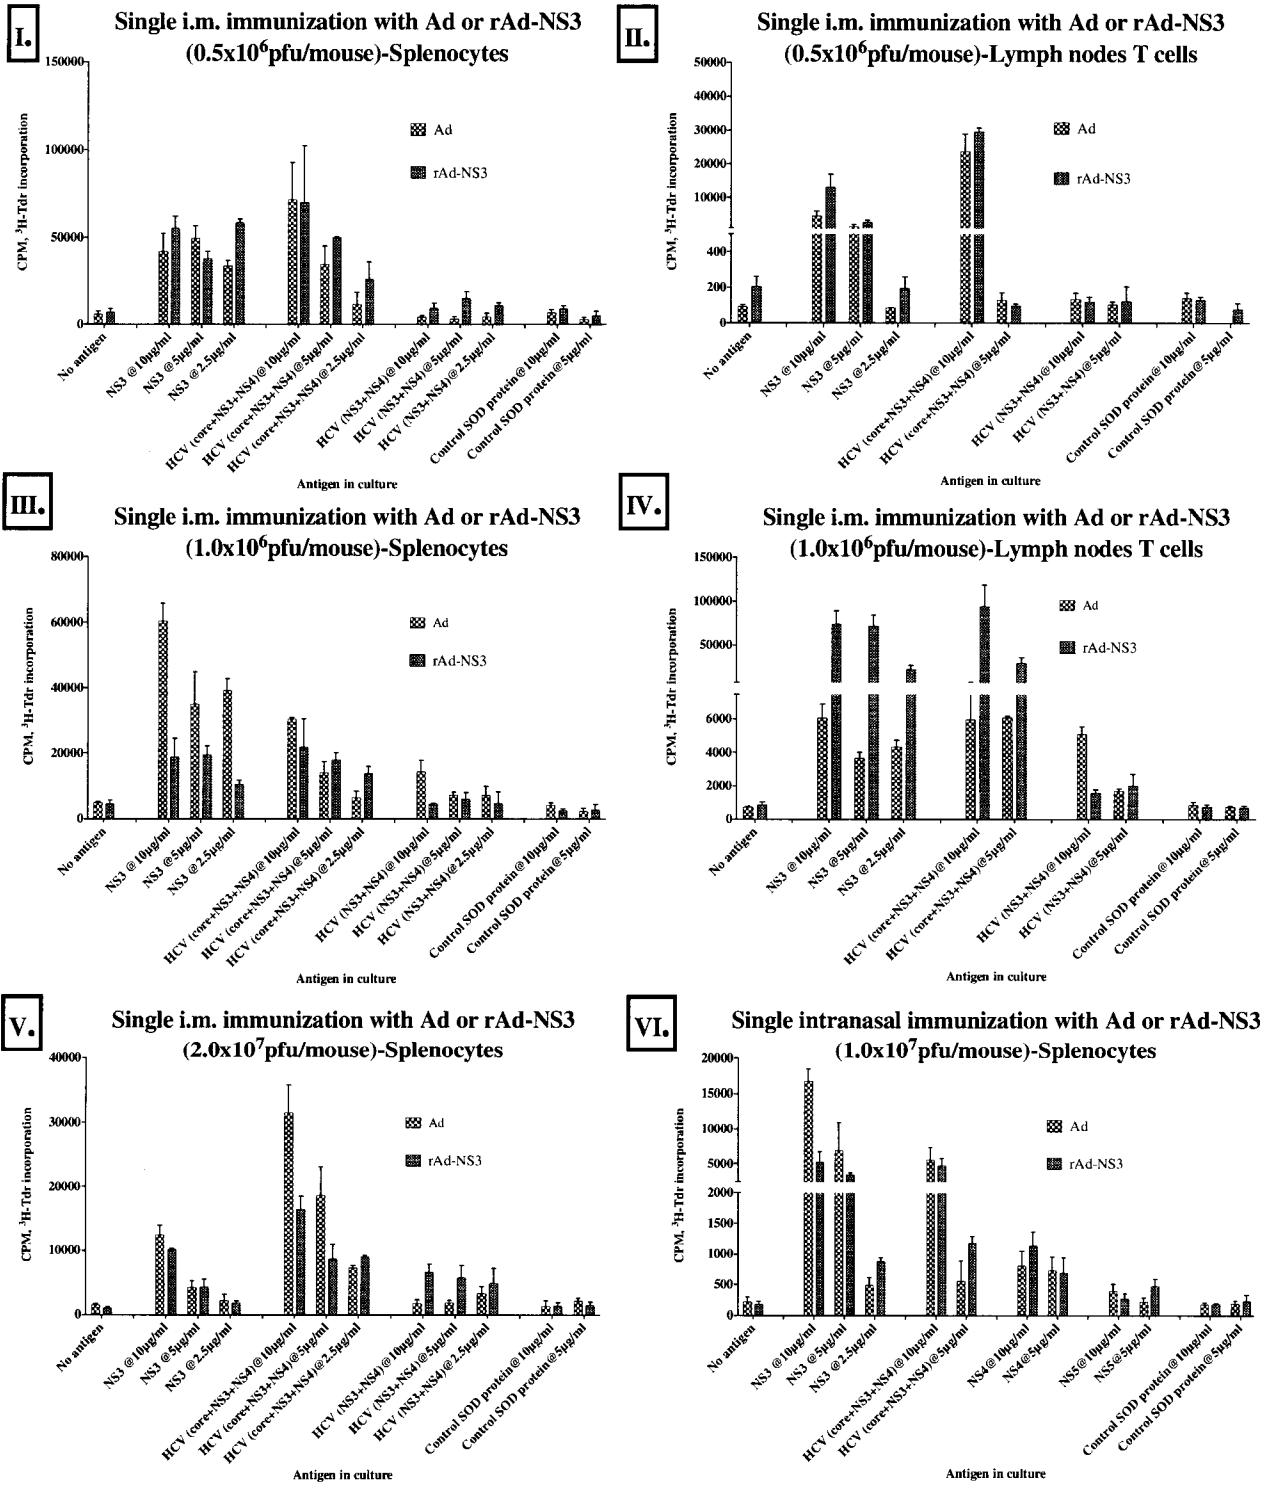 I.
Single i.m. immunization with Ad or rAd-NS3
(0.5x10⁶pfu/mouse)-Splenocytes
CPM, ³H-Tdr incorporation
150000
100000
50000
0
Ad
rAd-NS3
No antigen
NS3 @10µg/ml
NS3 @5µg/ml
NS3 @2.5µg/ml
HCV (core+NS3+NS4)@10µg/ml
HCV (core+NS3+NS4)@5µg/ml
HCV (core+NS3+NS4)@2.5µg/ml
HCV (NS3+NS4)@10µg/ml
HCV (NS3+NS4)@5µg/ml
HCV (NS3+NS4)@2.5µg/ml
Control SOD protein@10µg/ml
Control SOD protein@5µg/ml
Antigen in culture
II.
Single i.m. immunization with Ad or rAd-NS3
(0.5x10⁶pfu/mouse)-Lymph nodes T cells
CPM, ³H-Tdr incorporation
50000
40000
30000
20000
10000
400
200
0
Ad
rAd-NS3
No antigen
NS3 @10µg/ml
NS3 @5µg/ml
NS3 @2.5µg/ml
HCV (core+NS3+NS4)@10µg/ml
HCV (core+NS3+NS4)@5µg/ml
HCV (NS3+NS4)@10µg/ml
HCV (NS3+NS4)@5µg/ml
Control SOD protein@10µg/ml
Control SOD protein@5µg/ml
Antigen in culture
III.
Single i.m. immunization with Ad or rAd-NS3
(1.0x10⁶pfu/mouse)-Splenocytes
CPM, ³H-Tdr incorporation
80000
60000
40000
20000
0
Ad
rAd-NS3
No antigen
NS3 @10µg/ml
NS3 @5µg/ml
NS3 @2.5µg/ml
HCV (core+NS3+NS4)@10µg/ml
HCV (core+NS3+NS4)@5µg/ml
HCV (core+NS3+NS4)@2.5µg/ml
HCV (NS3+NS4)@10µg/ml
HCV (NS3+NS4)@5µg/ml
HCV (NS3+NS4)@2.5µg/ml
Control SOD protein@10µg/ml
Control SOD protein@5µg/ml
Antigen in culture
IV.
Single i.m. immunization with Ad or rAd-NS3
(1.0x10⁶pfu/mouse)-Lymph nodes T cells
CPM, ³H-Tdr incorporation
150000
100000
50000
6000
4000
2000
0
Ad
rAd-NS3
No antigen
NS3 @10µg/ml
NS3 @5µg/ml
NS3 @2.5µg/ml
HCV (core+NS3+NS4)@10µg/ml
HCV (core+NS3+NS4)@5µg/ml
HCV (NS3+NS4)@10µg/ml
HCV (NS3+NS4)@5µg/ml
Control SOD protein@10µg/ml
Control SOD protein@5µg/ml
Antigen in culture
V.
Single i.m. immunization with Ad or rAd-NS3
(2.0x10⁷pfu/mouse)-Splenocytes
CPM, ³H-Tdr incorporation
40000
30000
20000
10000
0
Ad
rAd-NS3
No antigen
NS3 @10µg/ml
NS3 @5µg/ml
NS3 @2.5µg/ml
HCV (core+NS3+NS4)@10µg/ml
HCV (core+NS3+NS4)@5µg/ml
HCV (core+NS3+NS4)@2.5µg/ml
HCV (NS3+NS4)@10µg/ml
HCV (NS3+NS4)@5µg/ml
HCV (NS3+NS4)@2.5µg/ml
Control SOD protein@10µg/ml
Control SOD protein@5µg/ml
Antigen in culture
VI.
Single intranasal immunization with Ad or rAd-NS3
(1.0x10⁷pfu/mouse)-Splenocytes
CPM, ³H-Tdr incorporation
20000
15000
10000
5000
2000
1500
1000
500
0
Ad
rAd-NS3
No antigen
NS3 @10µg/ml
NS3 @5µg/ml
NS3 @2.5µg/ml
HCV (core+NS3+NS4)@10µg/ml
HCV (core+NS3+NS4)@5µg/ml
NS4@10µg/ml
NS4@5µg/ml
NS5@10µg/ml
NS5@5µg/ml
Control SOD protein@10µg/ml
Control SOD protein@5µg/ml
Antigen in culture